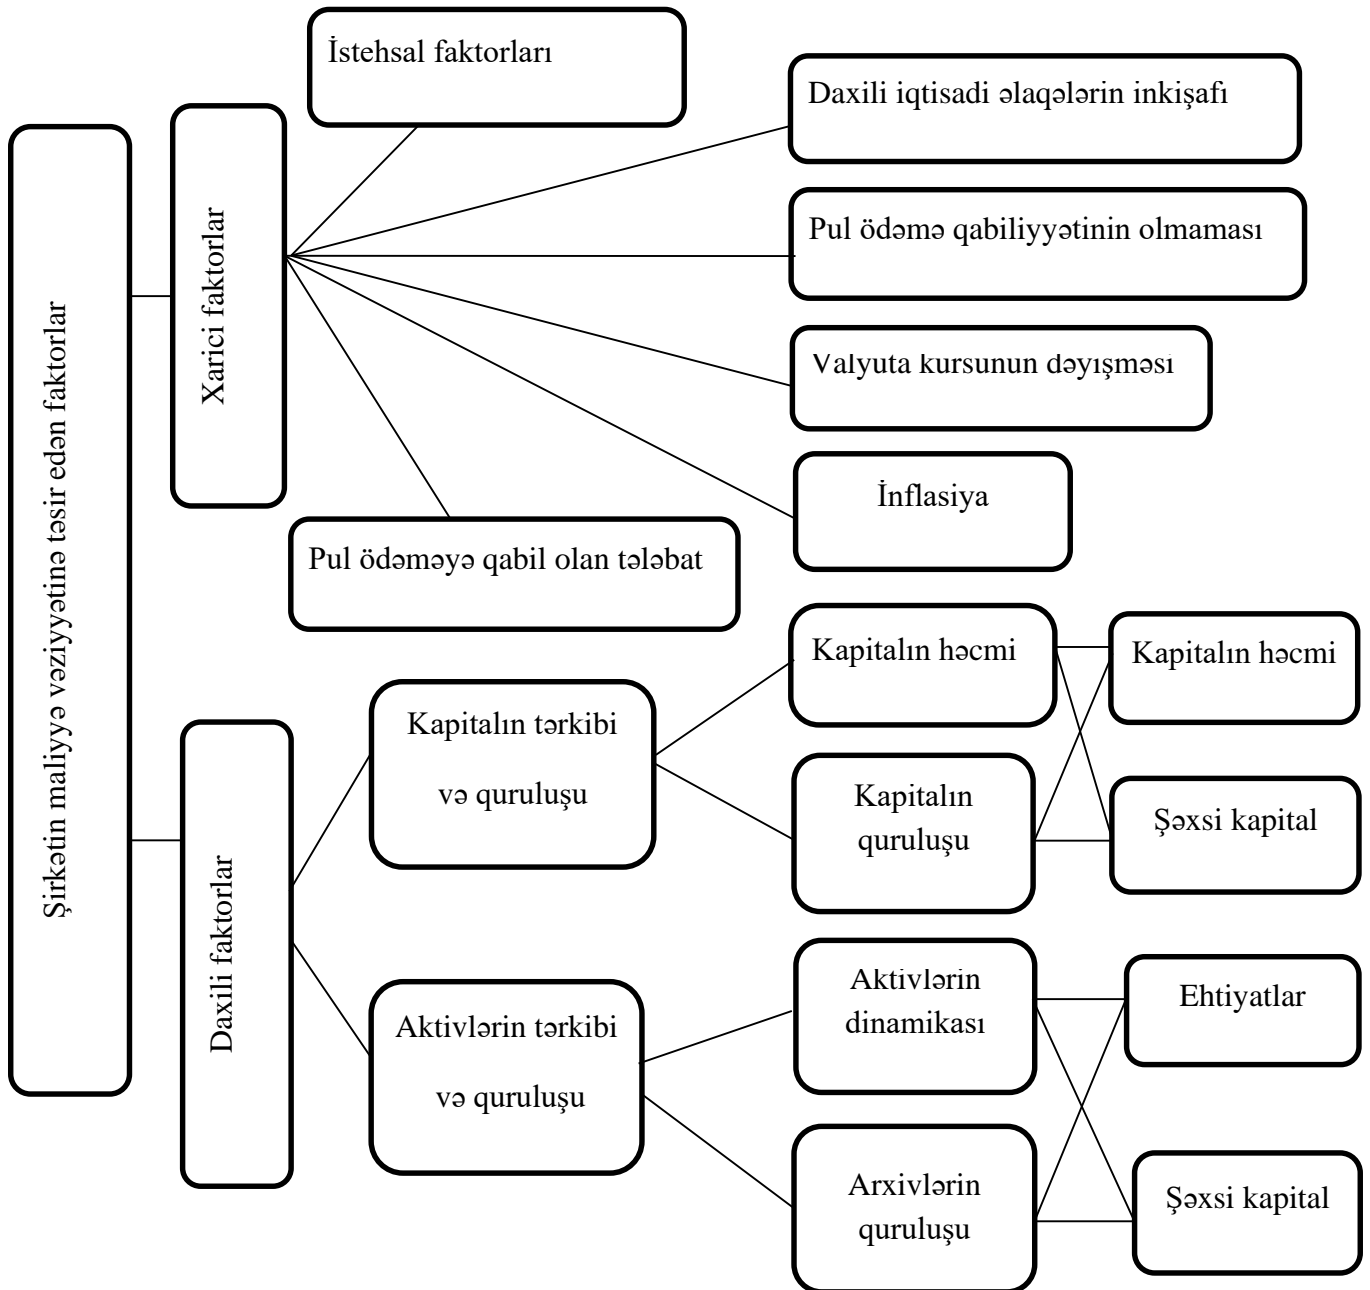 İstehsal faktorları
Daxili iqtisadi əlaqələrin inkişafı
Pul ödəmə qabiliyyətinin olmaması
Valyuta kursunun dəyişməsi
İnflasiya
Pul ödəməyə qabil olan tələbat
Xarici faktorlar
Şirkətin maliyyə vəziyyətinə təsir edən faktorlar
Daxili faktorlar
Kapitalın tərkibi
və quruluşu
Kapitalın həcmi
Kapitalın həcmi
Kapitalın
quruluşu
Şəxsi kapital
Aktivlərin tərkibi
və quruluşu
Aktivlərin
dinamikası
Ehtiyatlar
Arxivlərin
quruluşu
Şəxsi kapital